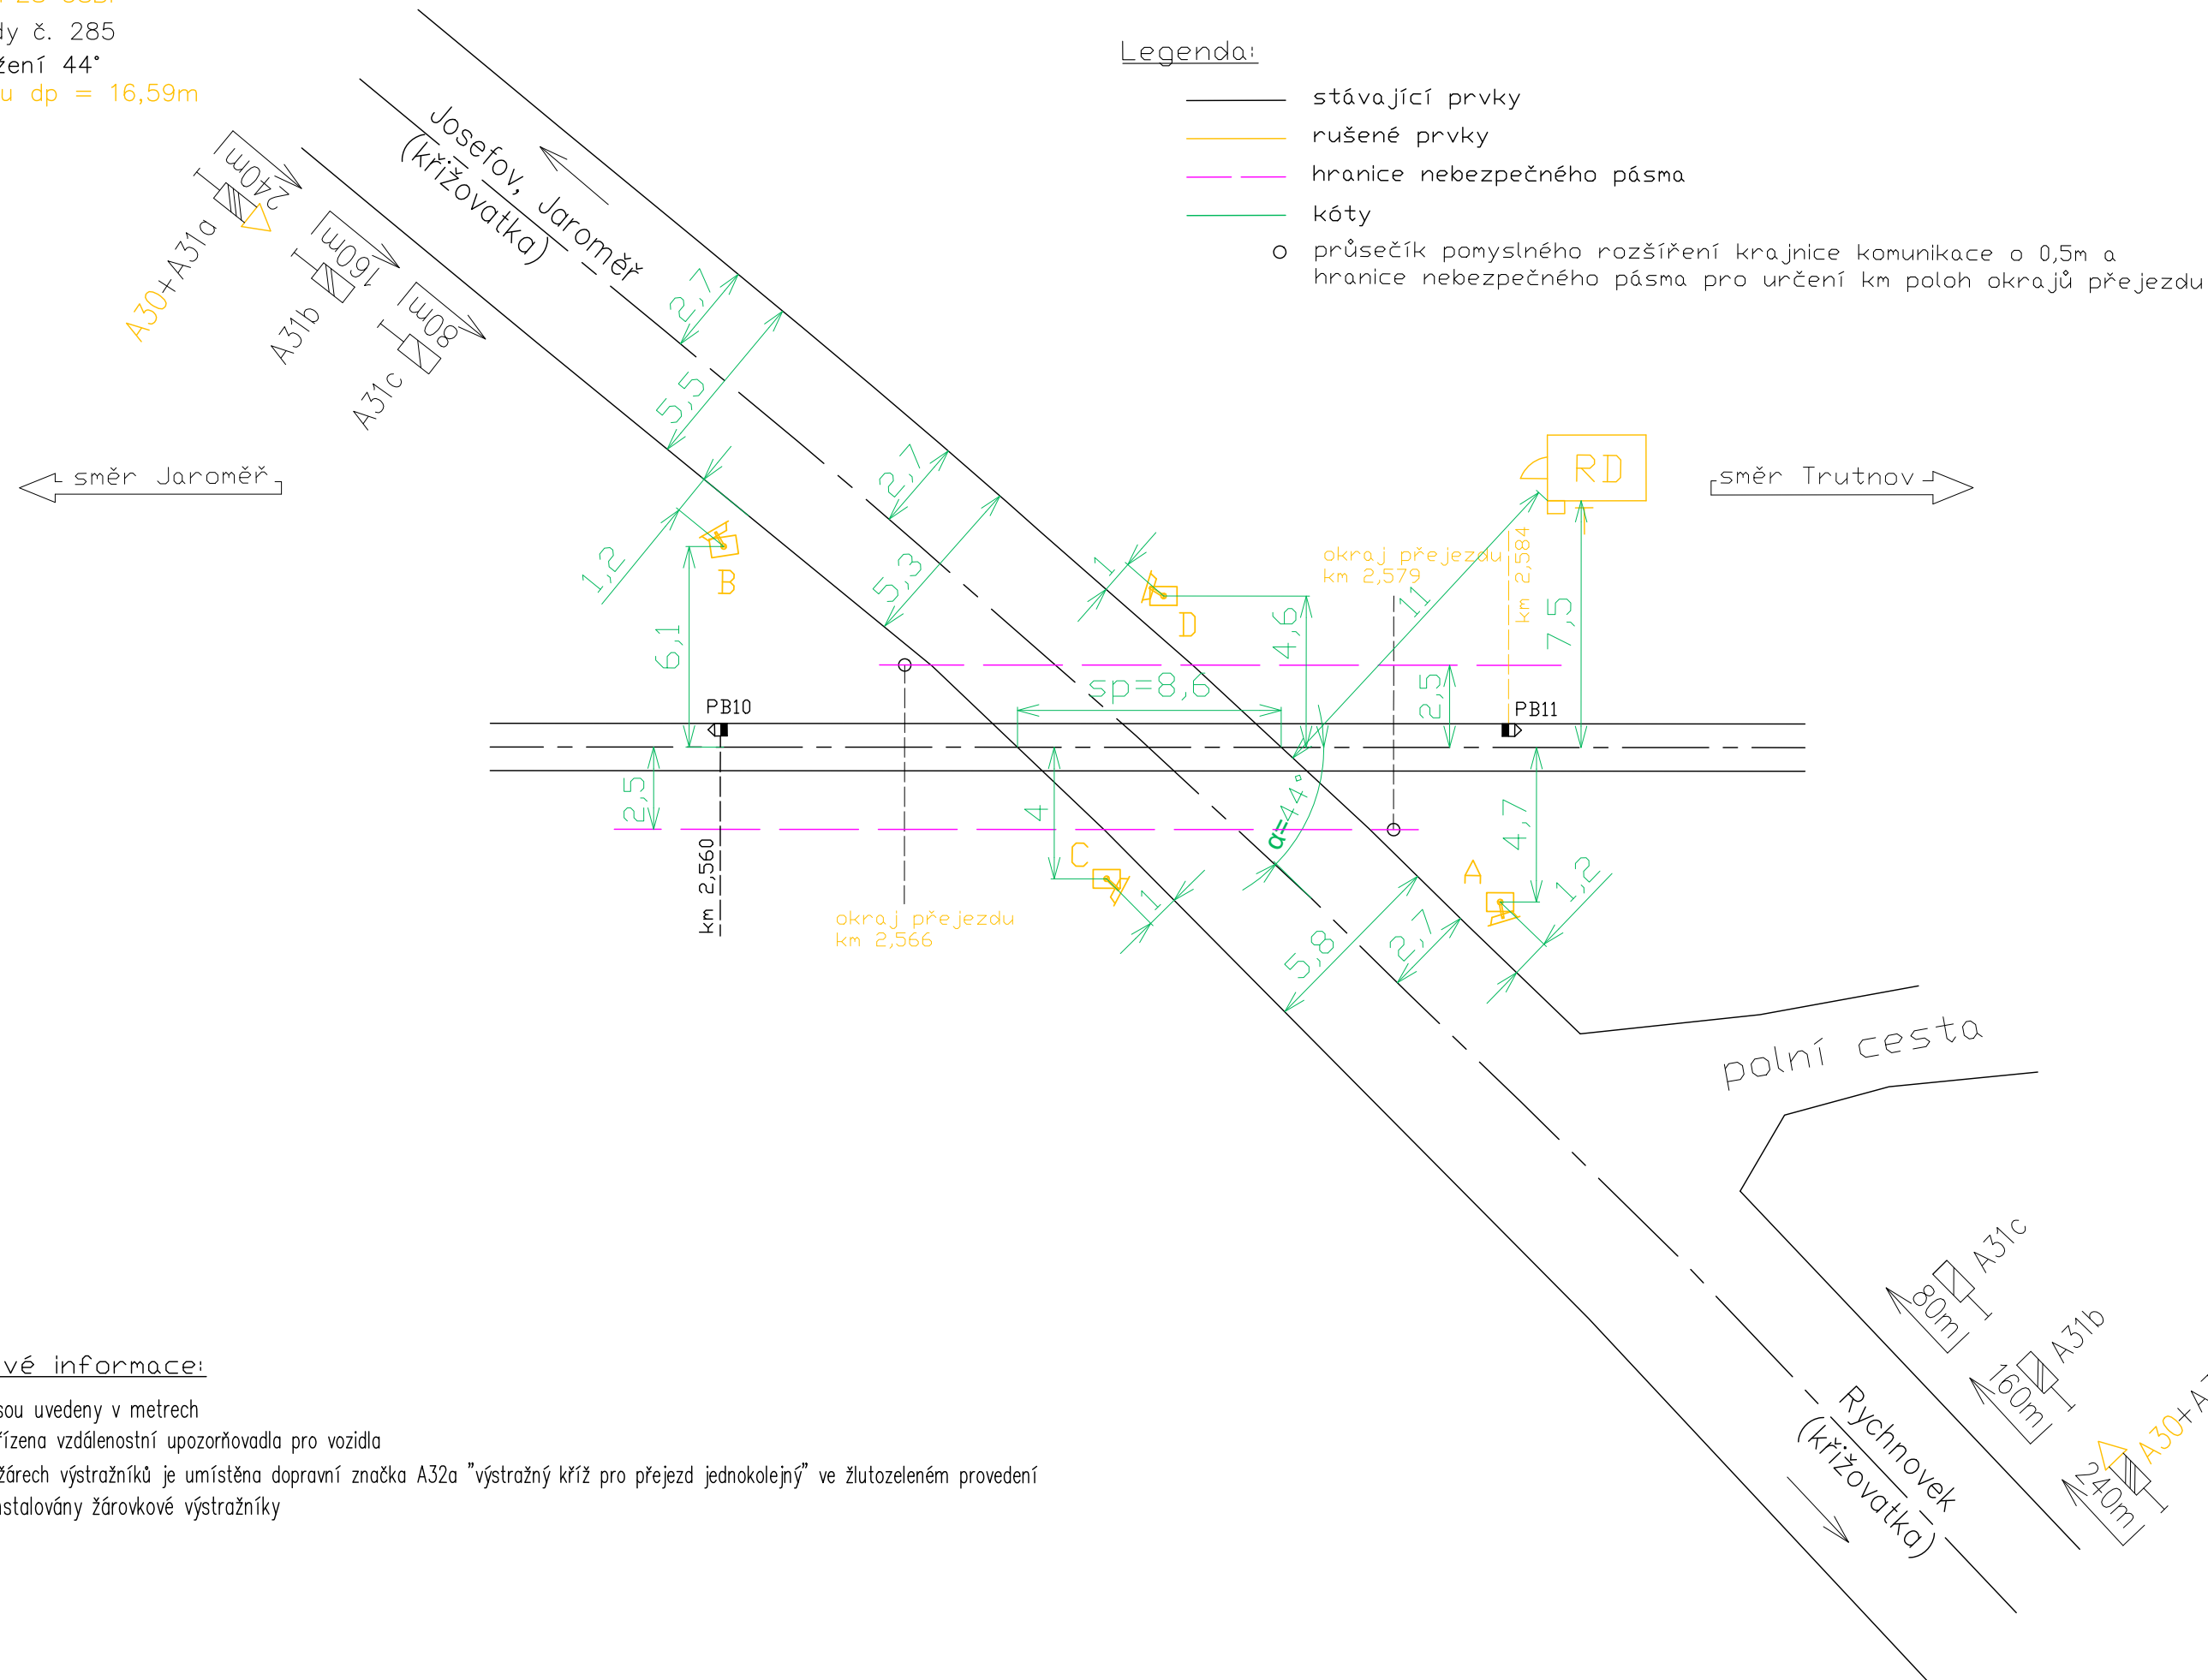 dy č. 285
žení 44°
u dp = 16,59m
Legenda:
stávající prvky
rušené prvky
hranice nebezpečného pásma
kóty
průsečík pomyslného rozšíření krajnice komunikace o 0,5m a
hranice nebezpečného pásma pro určení km poloh okrajů přejezdu
Josefov, Jaroměř
(křižovatka)
240m
A30+A31a
160m
A31b
80m
A31c
směr Jaroměř
směr Trutnov
2,7
5,5
2,7
5,3
1,2
B
6,1
1
D
4,6
11
RD
okraj přejezdu
km 2,579
km 2,584
7,5
sp=8,6
2,5
PB10
PB11
2,5
km 2,560
4
C
1
α=44°
4,7
A
1,2
okraj přejezdu
km 2,566
5,8
2,7
polní cesta
80m
A31c
160m
A31b
240m
A30+A
Rychnovek
(křižovatka)
vé informace:
sou uvedeny v metrech
řízena vzdálenostní upozorňovadla pro vozidla
žárech výstražníků je umístěna dopravní značka A32a "výstražný kříž pro přejezd jednokolejný" ve žlutozeleném provedení
nstalovány žárovkové výstražníky